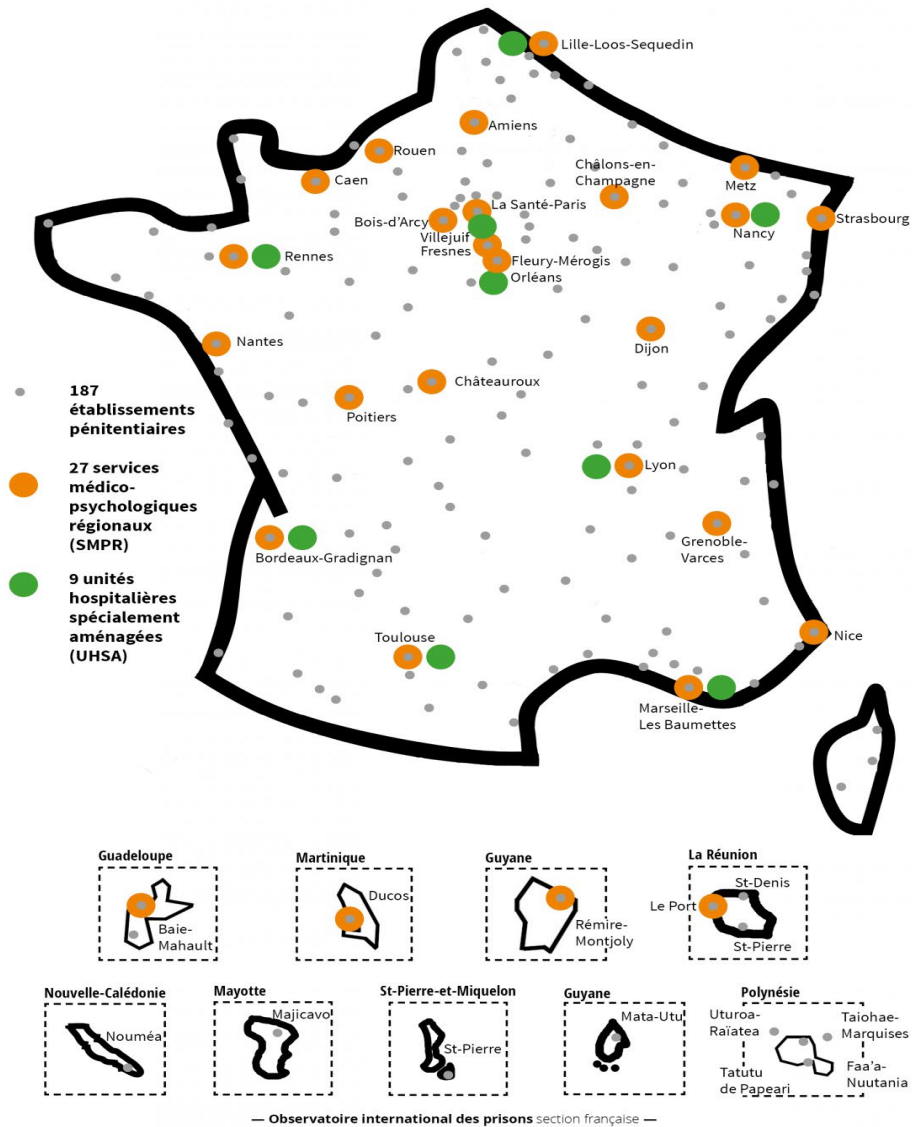 Lille-Loos-Sequedin
Amiens
Rouen
Caen
Châlons-en-
Champagne
Metz
La Santé-Paris
Bois-d’Arcy
Villejuif
Fresnes
Fleury-Mérogis
Orléans
Nancy
Strasbourg
Rennes
Nantes
Dijon
Châteauroux
Poitiers
187
établissements
pénitentiaires
27 services
médico-
psychologiques
régionaux
(SMPR)
9 unités
hospitalières
spécialement
aménagées
(UHSA)
Lyon
Grenoble-
Varces
Bordeaux-Gradignan
Toulouse
Nice
Marseille-
Les Baumettes
Guadeloupe
Baie-
Mahault
Martinique
Ducos
Guyane
Rémire-
Montjoly
La Réunion
St-Denis
Le Port
St-Pierre
Nouvelle-Calédonie
Nouméa
Mayotte
Majicavo
St-Pierre-et-Miquelon
St-Pierre
Guyane
Mata-Utu
Polynésie
Uturoa-
Raïatea
Taiohae-
Marquises
Tatutu
de Papeari
Faa’a-
Nuutania
— Observatoire international des prisons section française —